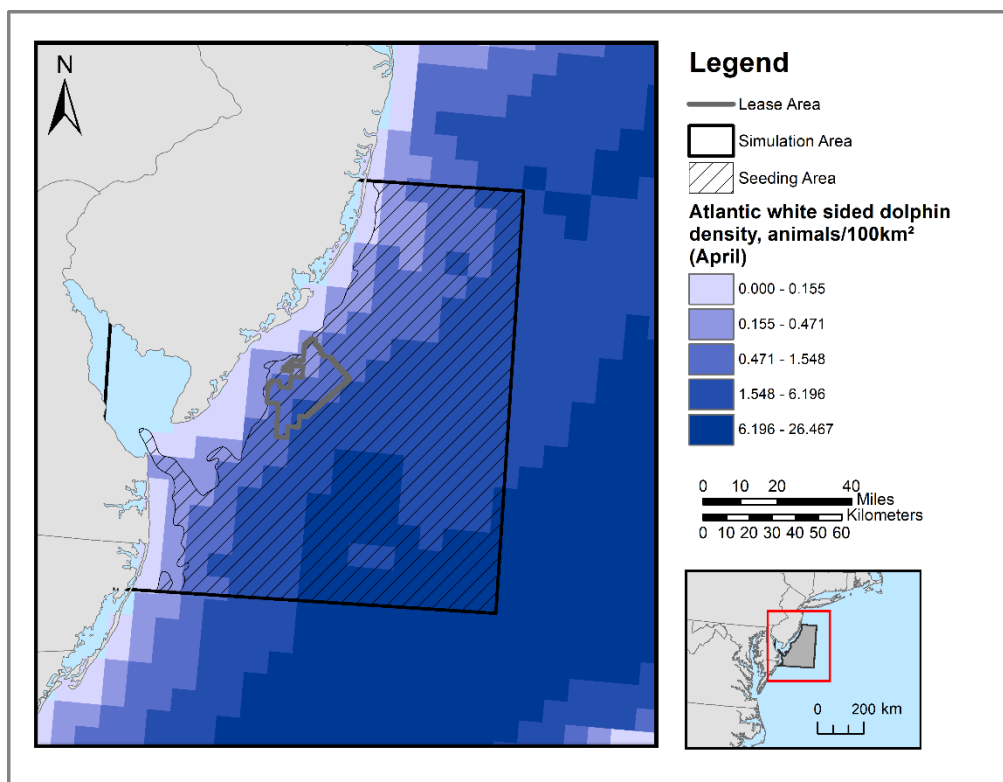 N
Legend
Lease Area
Simulation Area
Seeding Area
Atlantic white sided dolphin
density, animals/100km²
(April)
0.000 - 0.155
0.155 - 0.471
0.471 - 1.548
1.548 - 6.196
6.196 - 26.467
0 10 20 40
Miles
Kilometers
0 10 20 30 40 50 60
0 200 km